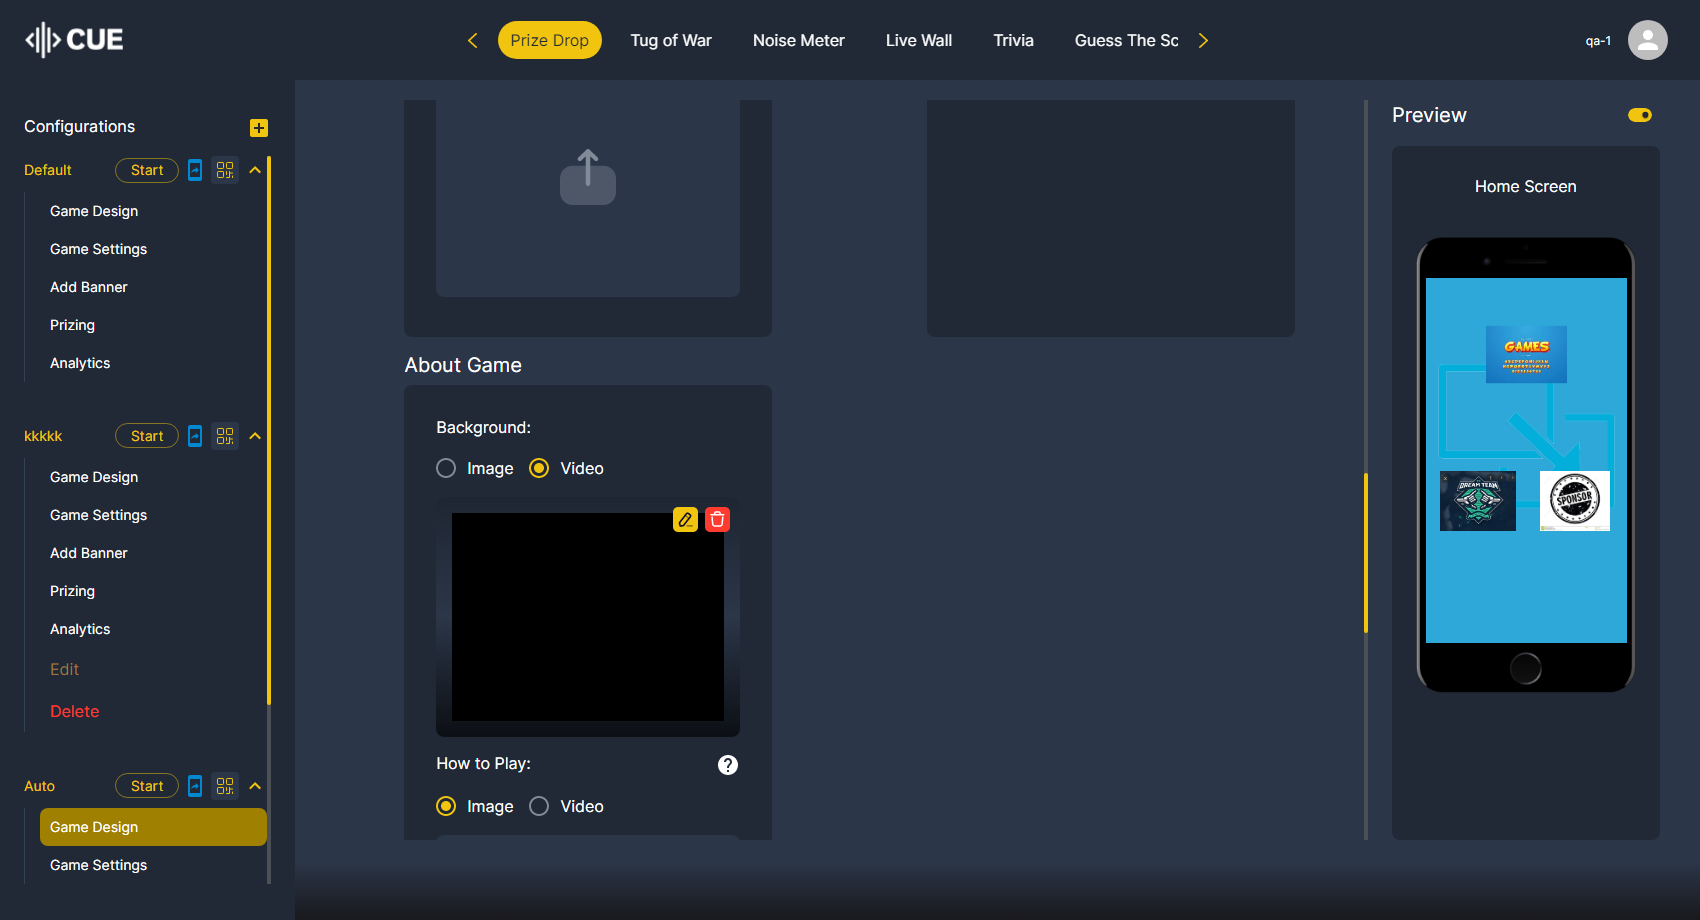 CUE
Prize Drop
Tug of War
Noise Meter
Live Wall
Trivia
Guess The Sc
qa-1
Configurations
Default
Start
Game Design
Game Settings
Add Banner
Prizing
Analytics
kkkkk
Start
Game Design
Game Settings
Add Banner
Prizing
Analytics
Edit
Delete
Auto
Start
Game Design
Game Settings
About Game
Background:
Image
Video
How to Play:
?
Image
Video
Preview
Home Screen
GAMES
DREAM TEAM
SPONSOR